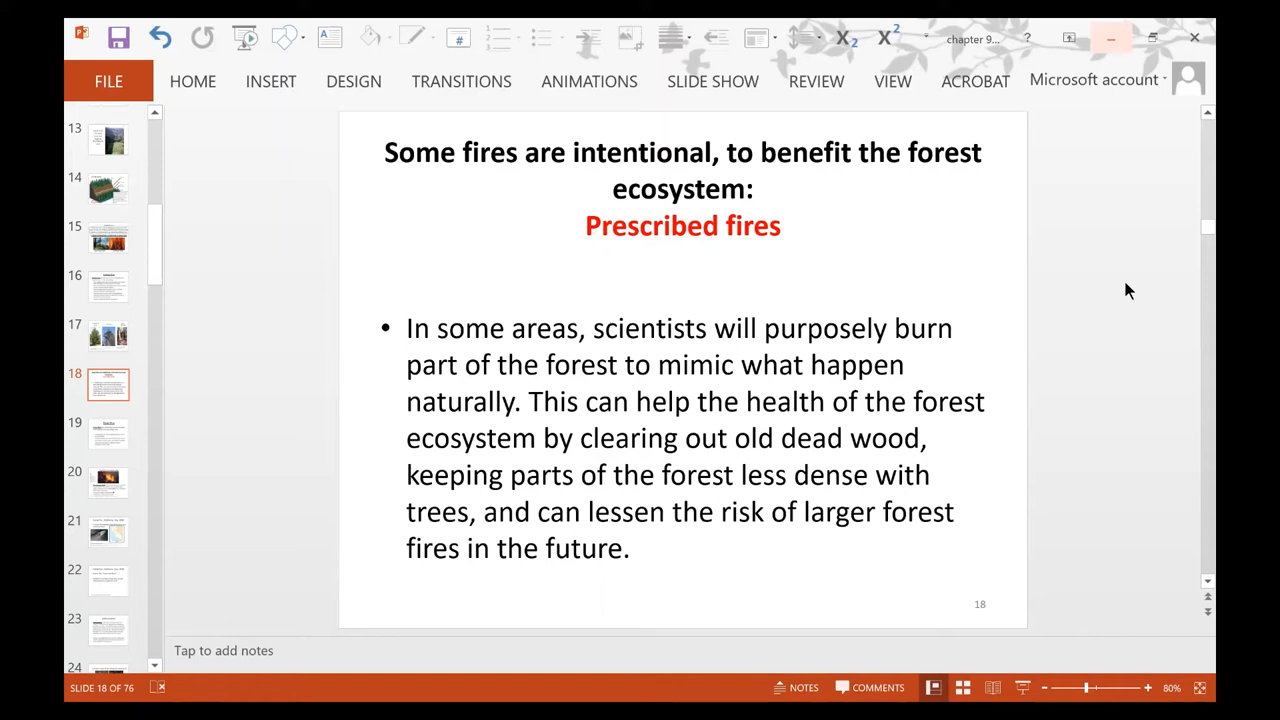 chapter 9...
?
FILE
HOME
INSERT
DESIGN
TRANSITIONS
ANIMATIONS
SLIDE SHOW
REVIEW
VIEW
ACROBAT
Microsoft account
13
14
15
16
17
18
19
20
21
22
23
24
Some fires are intentional, to benefit the forest
ecosystem:
Prescribed fires
• In some areas, scientists will purposely burn
part of the forest to mimic what happen
naturally. This can help the health of the forest
ecosystem by clearing out old dead wood,
keeping parts of the forest less dense with
trees, and can lessen the risk of larger forest
fires in the future.
18
Tap to add notes
SLIDE 18 OF 76
NOTES
COMMENTS
80%